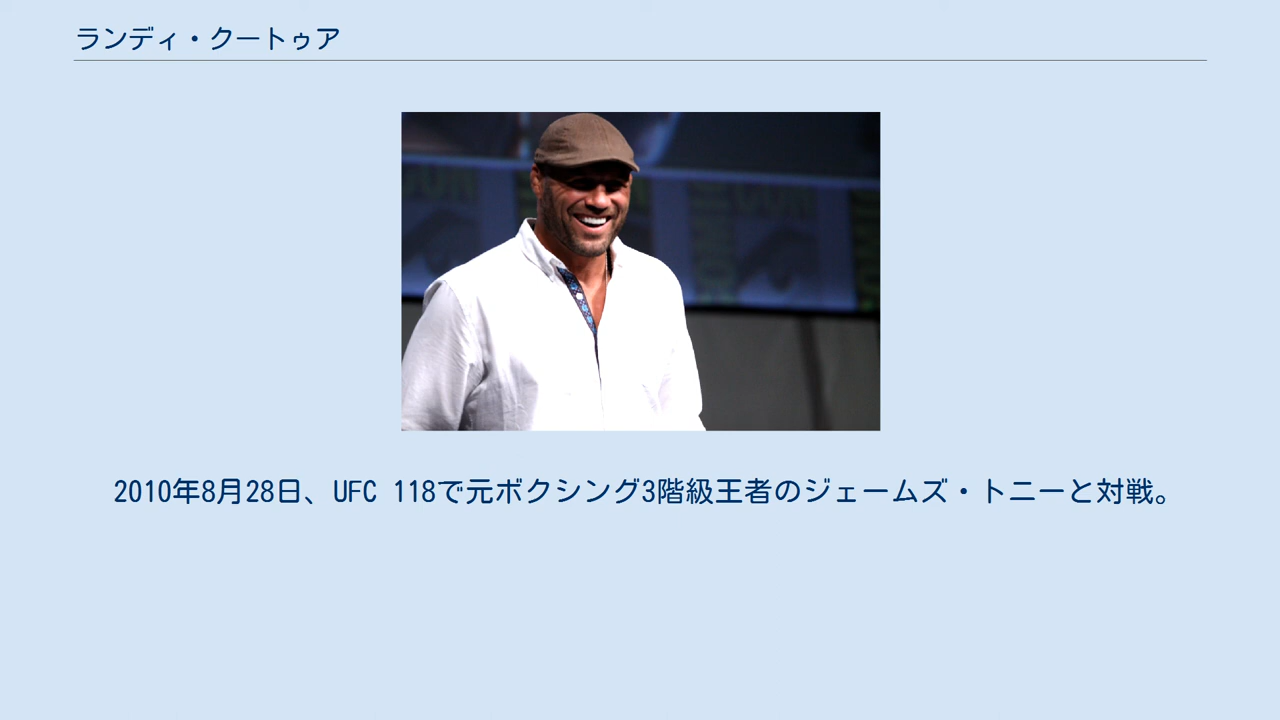 ランディ・クートゥア
2010年8月28日、UFC 118で元ボクシング3階級王者のジェームズ・トニーと対戦。